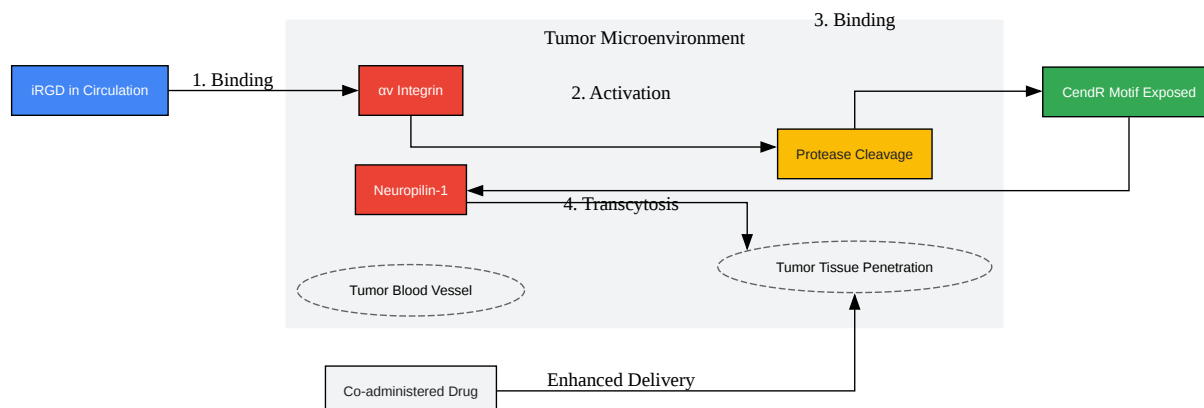 3. Binding
Tumor Microenvironment
iRGD in Circulation
1. Binding
αv Integrin
2. Activation
CendR Motif Exposed
Protease Cleavage
Neuropilin-1
4. Transcytosis
Tumor Tissue Penetration
Tumor Blood Vessel
Enhanced Delivery
Co-administered Drug